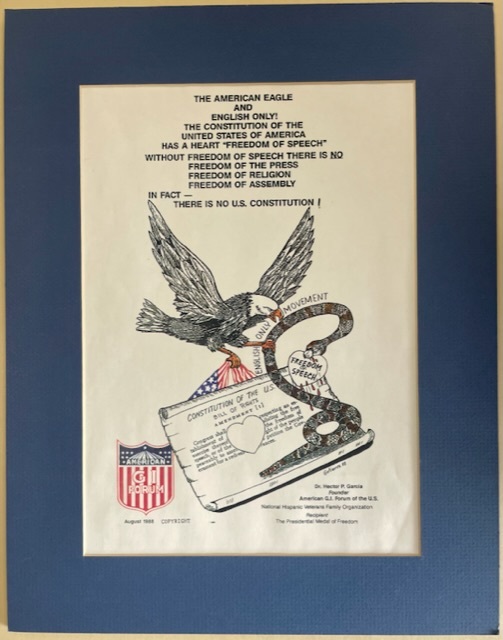 THE AMERICAN EAGLE
AND
ENGLISH ONLY!
THE CONSTITUTION OF THE
UNITED STATES OF AMERICA
HAS A HEART "FREEDOM OF SPEECH"
WITHOUT FREEDOM OF SPEECH THERE IS NO
FREEDOM OF THE PRESS
FREEDOM OF RELIGION
FREEDOM OF ASSEMBLY
IN FACT —
THERE IS NO U.S. CONSTITUTION!
ENGLISH ONLY MOVEMENT
FREEDOM
OF
SPEECH
CONSTITUTION OF THE U.S.
BILL OF RIGHTS
AMENDMENT
Congress
AMERICAN
GI
FORUM
Dr. Hector P. Garcia
Founder
American G.I. Forum of the U.S.
National Hispanic Veterans Family Organization
Recipient
The Presidential Medal of Freedom
August 1988 COPYRIGHT